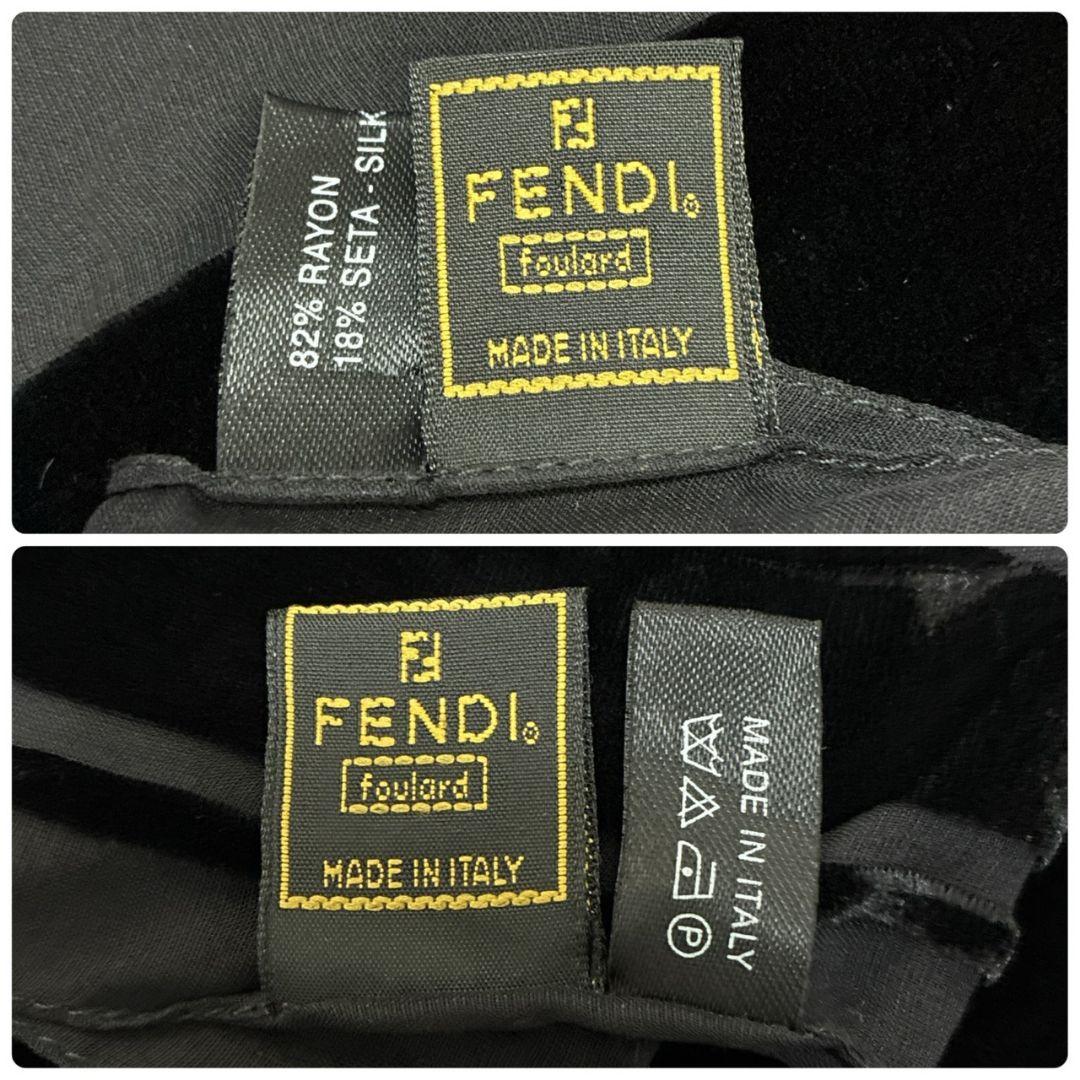 82% RAYON
18% SETA - SILK
FENDI®
foulard
MADE IN ITALY
FENDI®
foulard
MADE IN ITALY
MADE IN ITALY
P